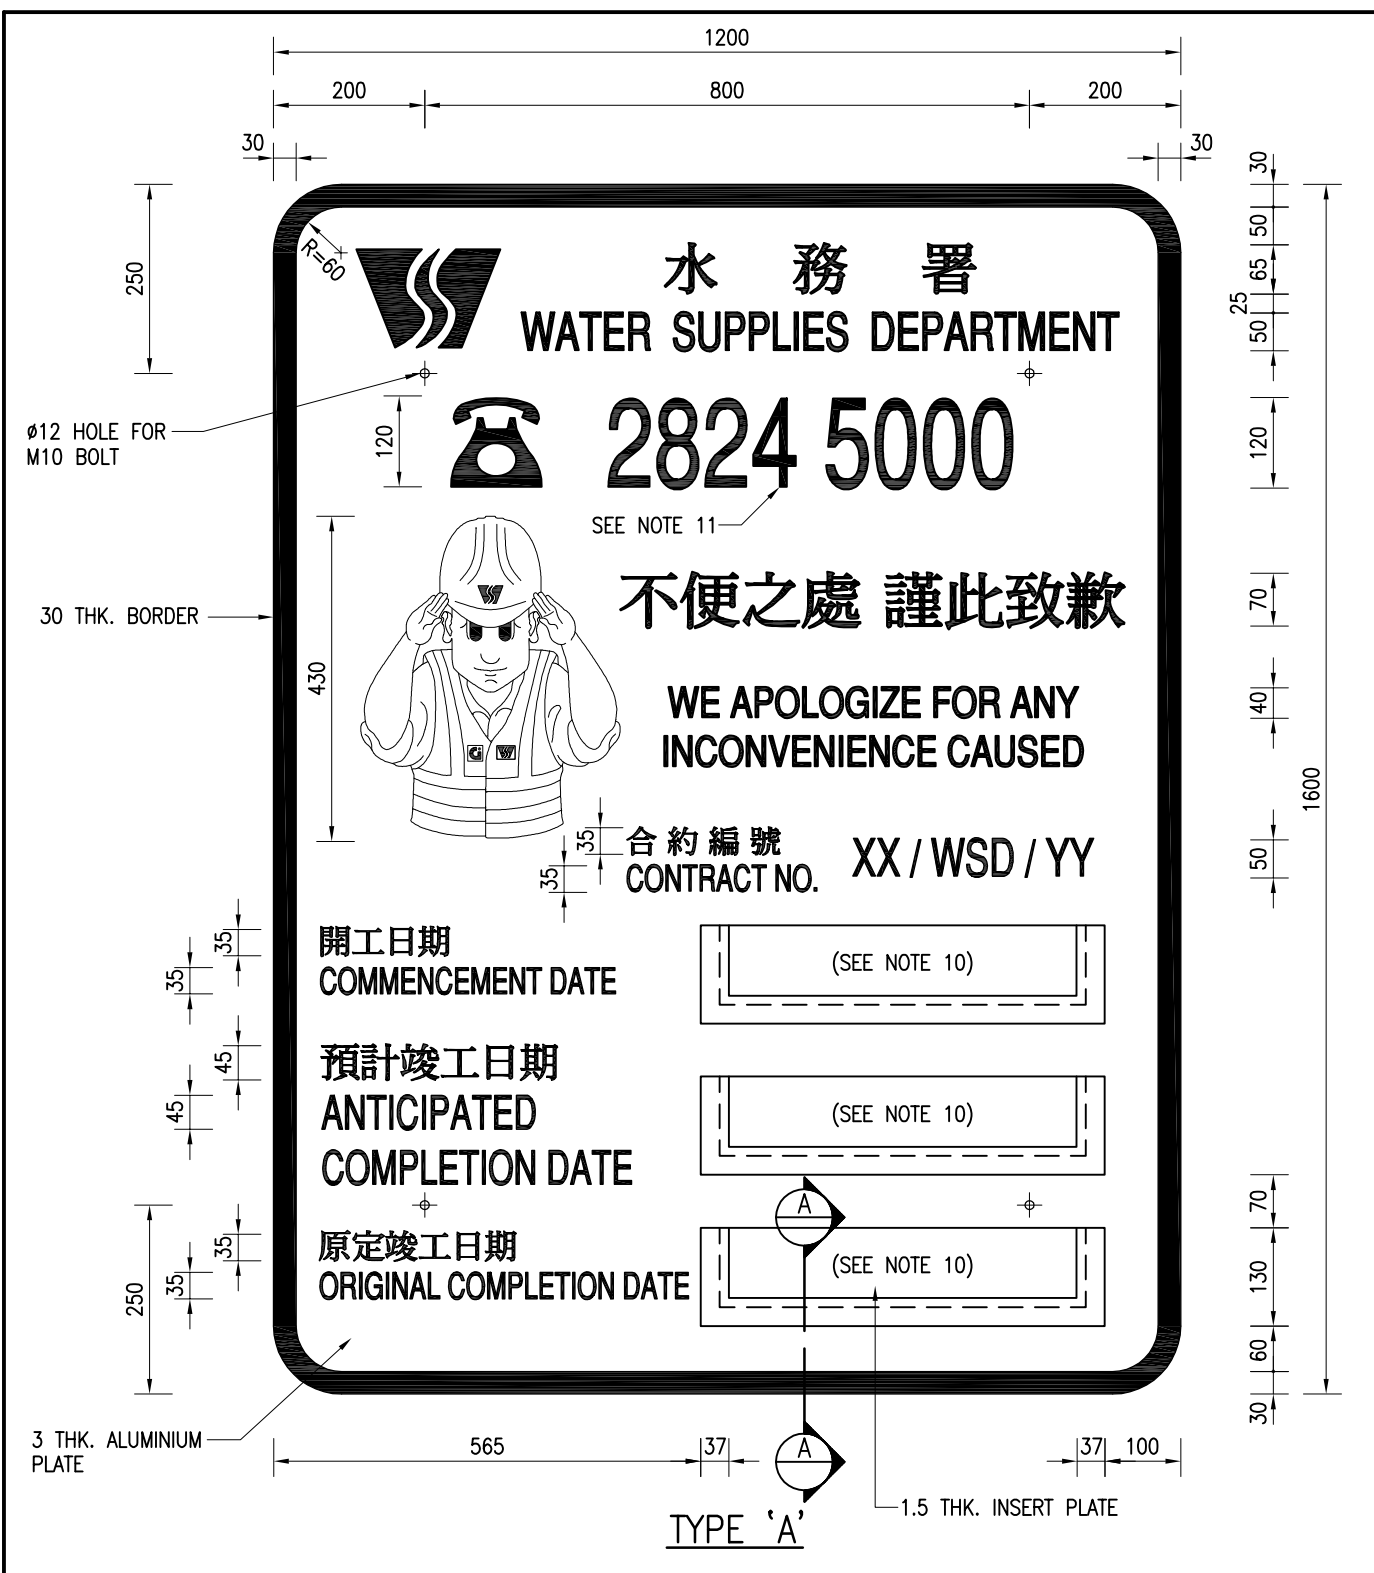 1200
200
800
200
30
30
30
250
R=60
水 務 署
50
65
1600
25
WATER SUPPLIES DEPARTMENT
50
ø12 HOLE FOR
M10 BOLT
120
2824 5000
120
SEE NOTE 11
30 THK. BORDER
430
不便之處 謹此致歉
70
WE APOLOGIZE FOR ANY
40
INCONVENIENCE CAUSED
35
合約編號
XX / WSD / YY
50
35
CONTRACT NO.
35
開工日期
(SEE NOTE 10)
35
COMMENCEMENT DATE
45
預計竣工日期
45
ANTICIPATED
(SEE NOTE 10)
COMPLETION DATE
A
70
250
35
原定竣工日期
(SEE NOTE 10)
35
ORIGINAL COMPLETION DATE
130
60
30
3 THK. ALUMINIUM
PLATE
565
37
A
37
100
1.5 THK. INSERT PLATE
TYPE 'A'